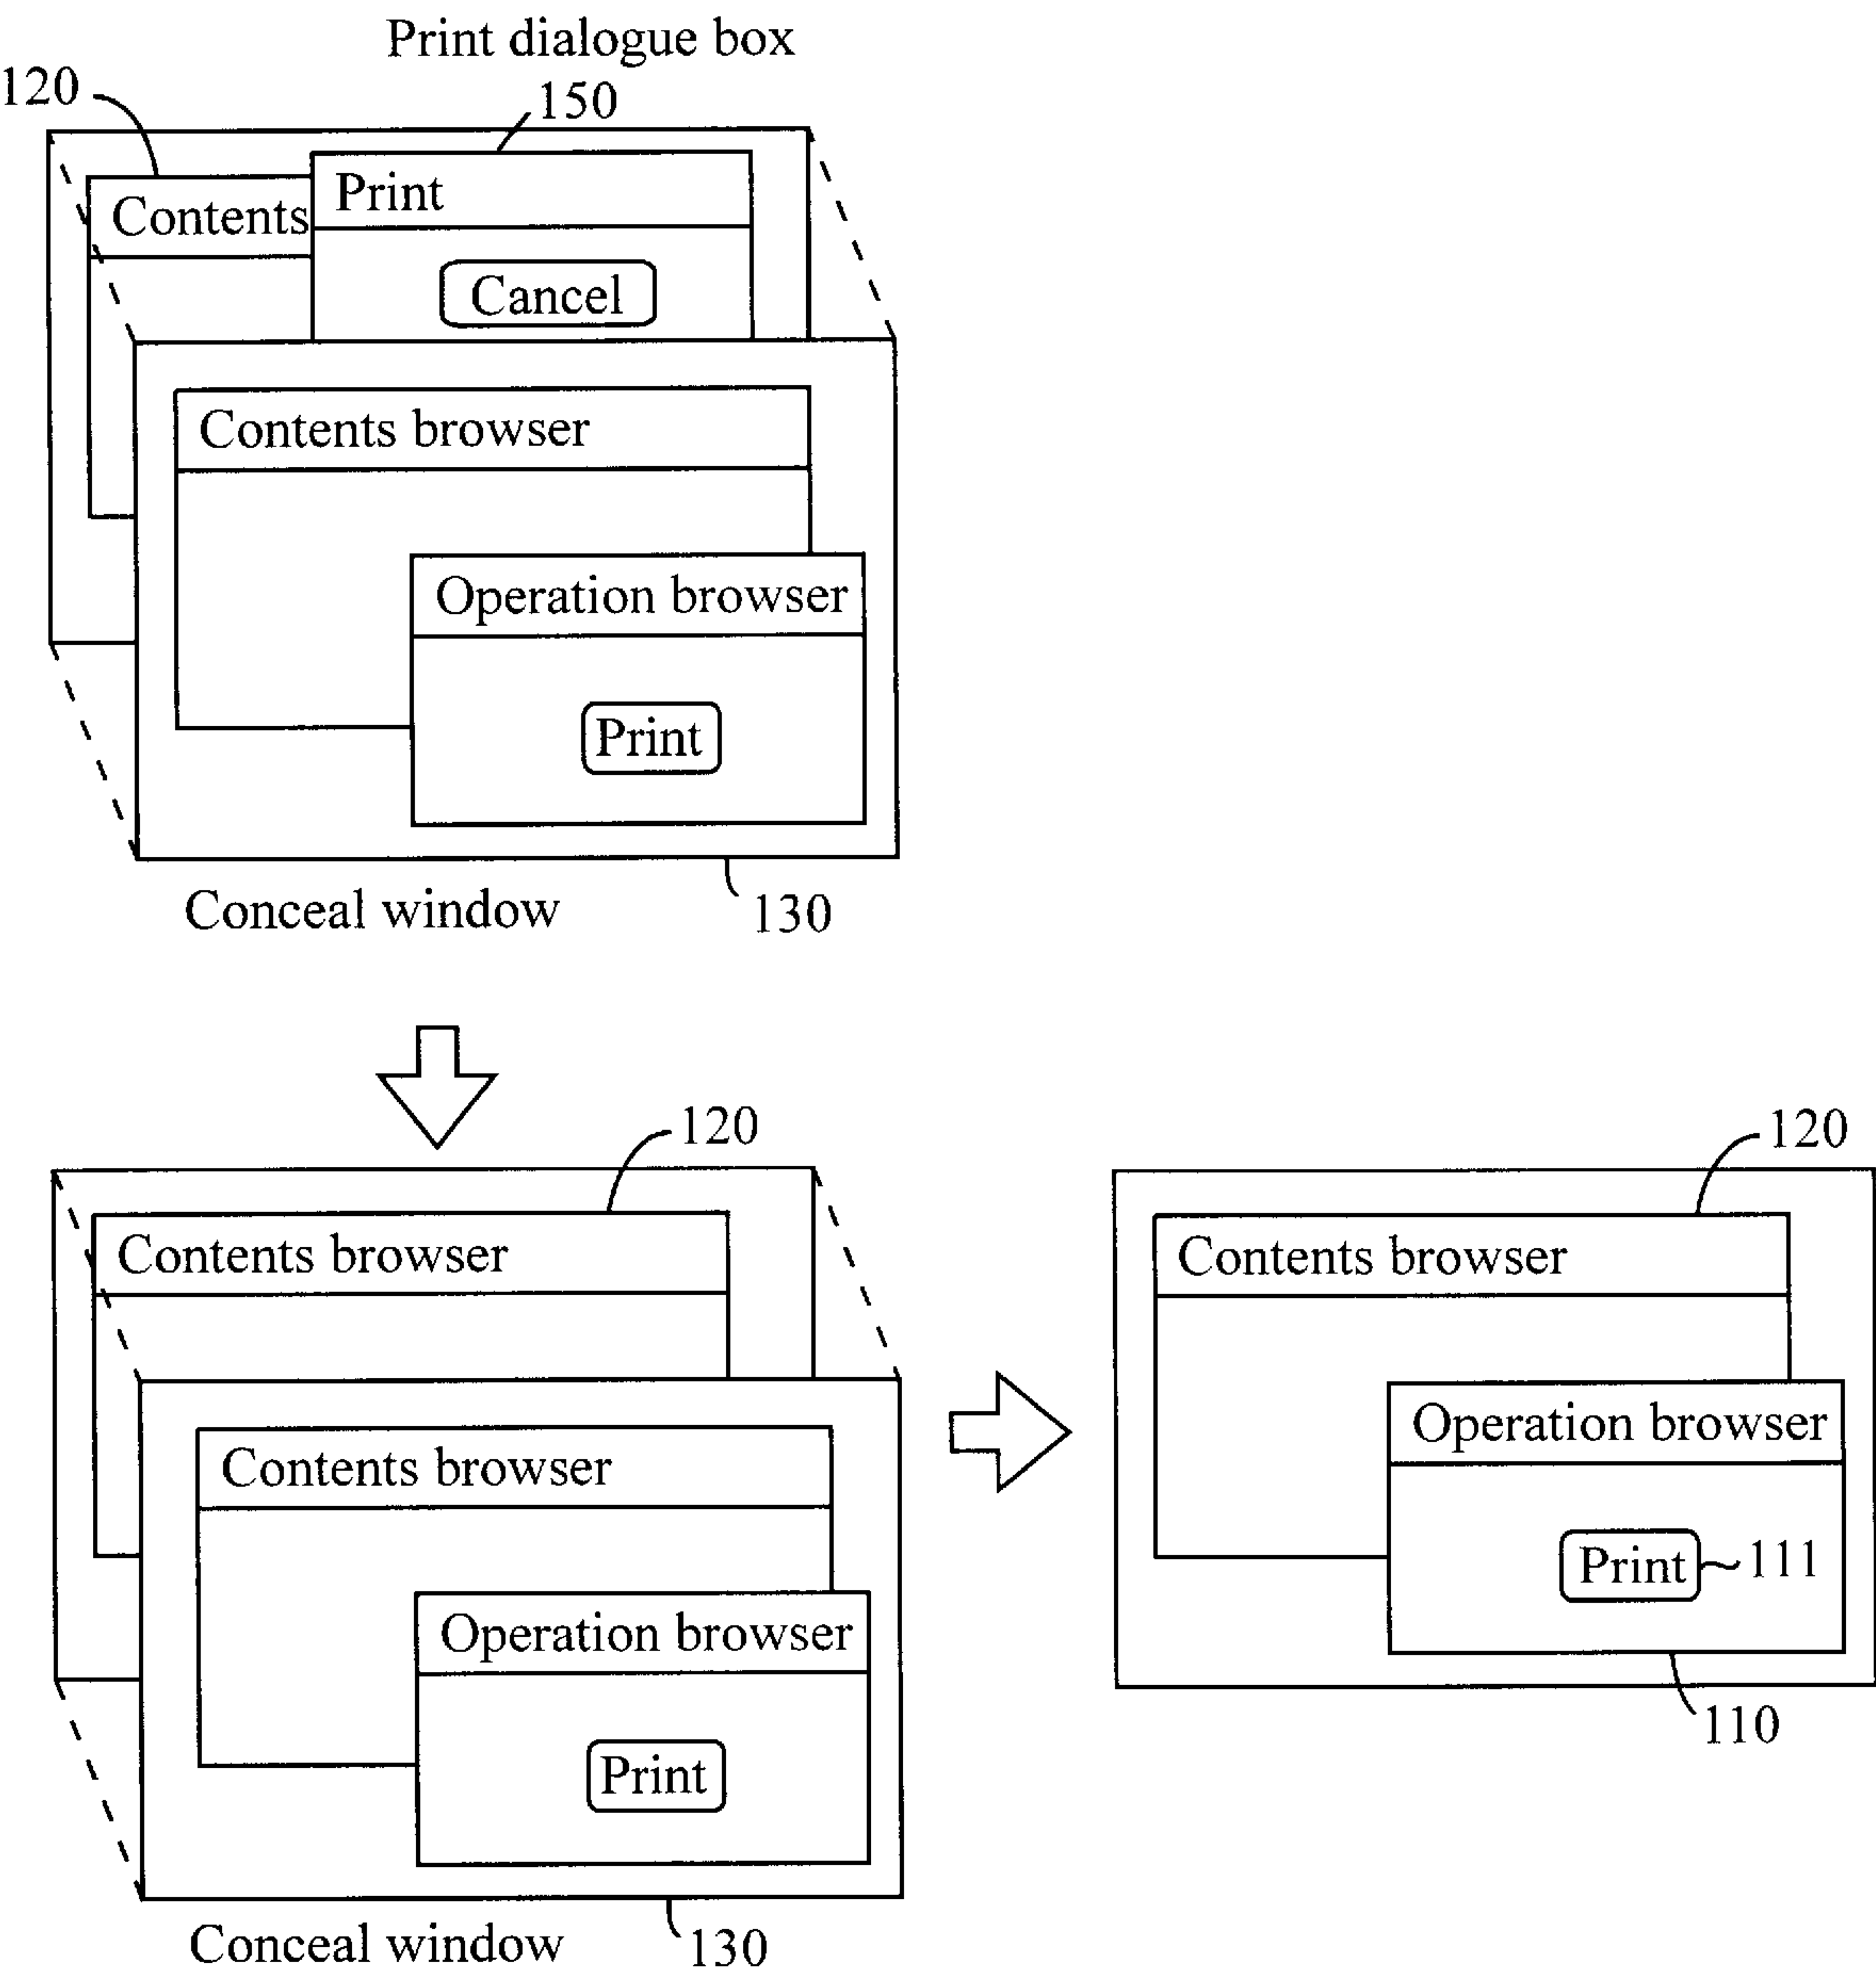 Print dialogue box
120
150
Print
Contents
Cancel
Contents browser
Operation browser
Print
Conceal window
130
120
Contents browser
Contents browser
Operation browser
Print
Conceal window
130
120
Contents browser
Operation browser
Print
111
110